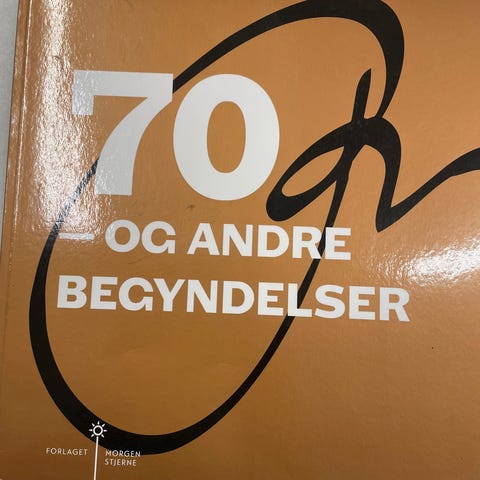 70
– OG ANDRE
BEGYNDELSER
FORLAGET MORGEN
STJERNE